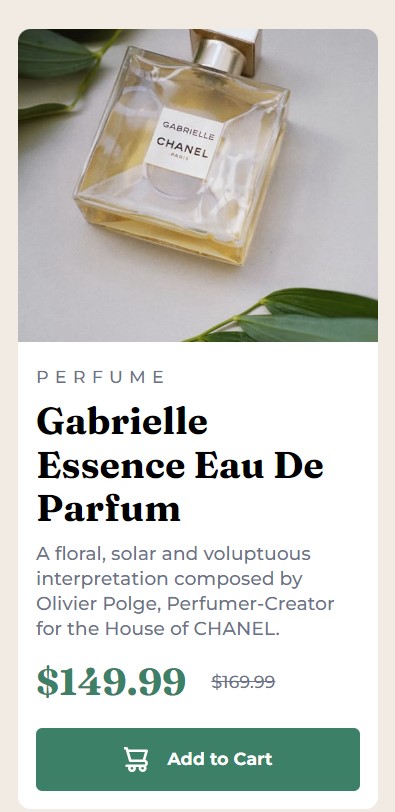 GABRIELLE
CHANEL
PARIS
PERFUME
Gabrielle
Essence Eau De
Parfum
A floral, solar and voluptuous
interpretation composed by
Olivier Polge, Perfumer-Creator
for the House of CHANEL.
$149.99 $169.99
Add to Cart